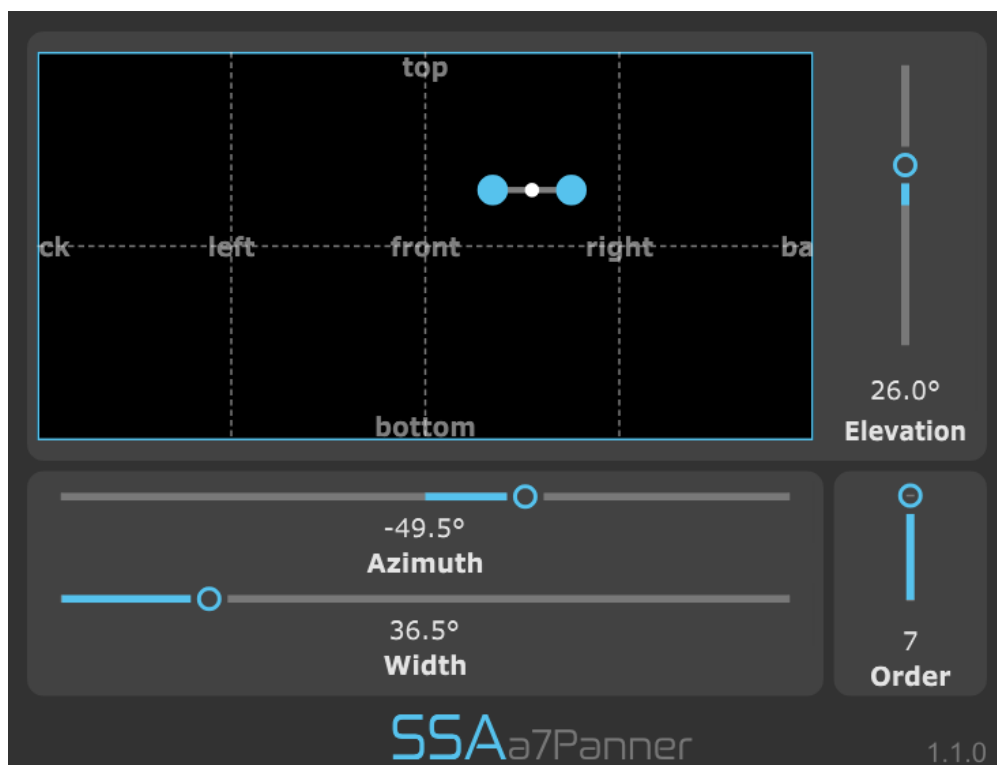 top
ck
left
front
right
ba
bottom
26.0°
Elevation
-49.5°
Azimuth
36.5°
Width
7
Order
SSAa7Panner
1.1.0